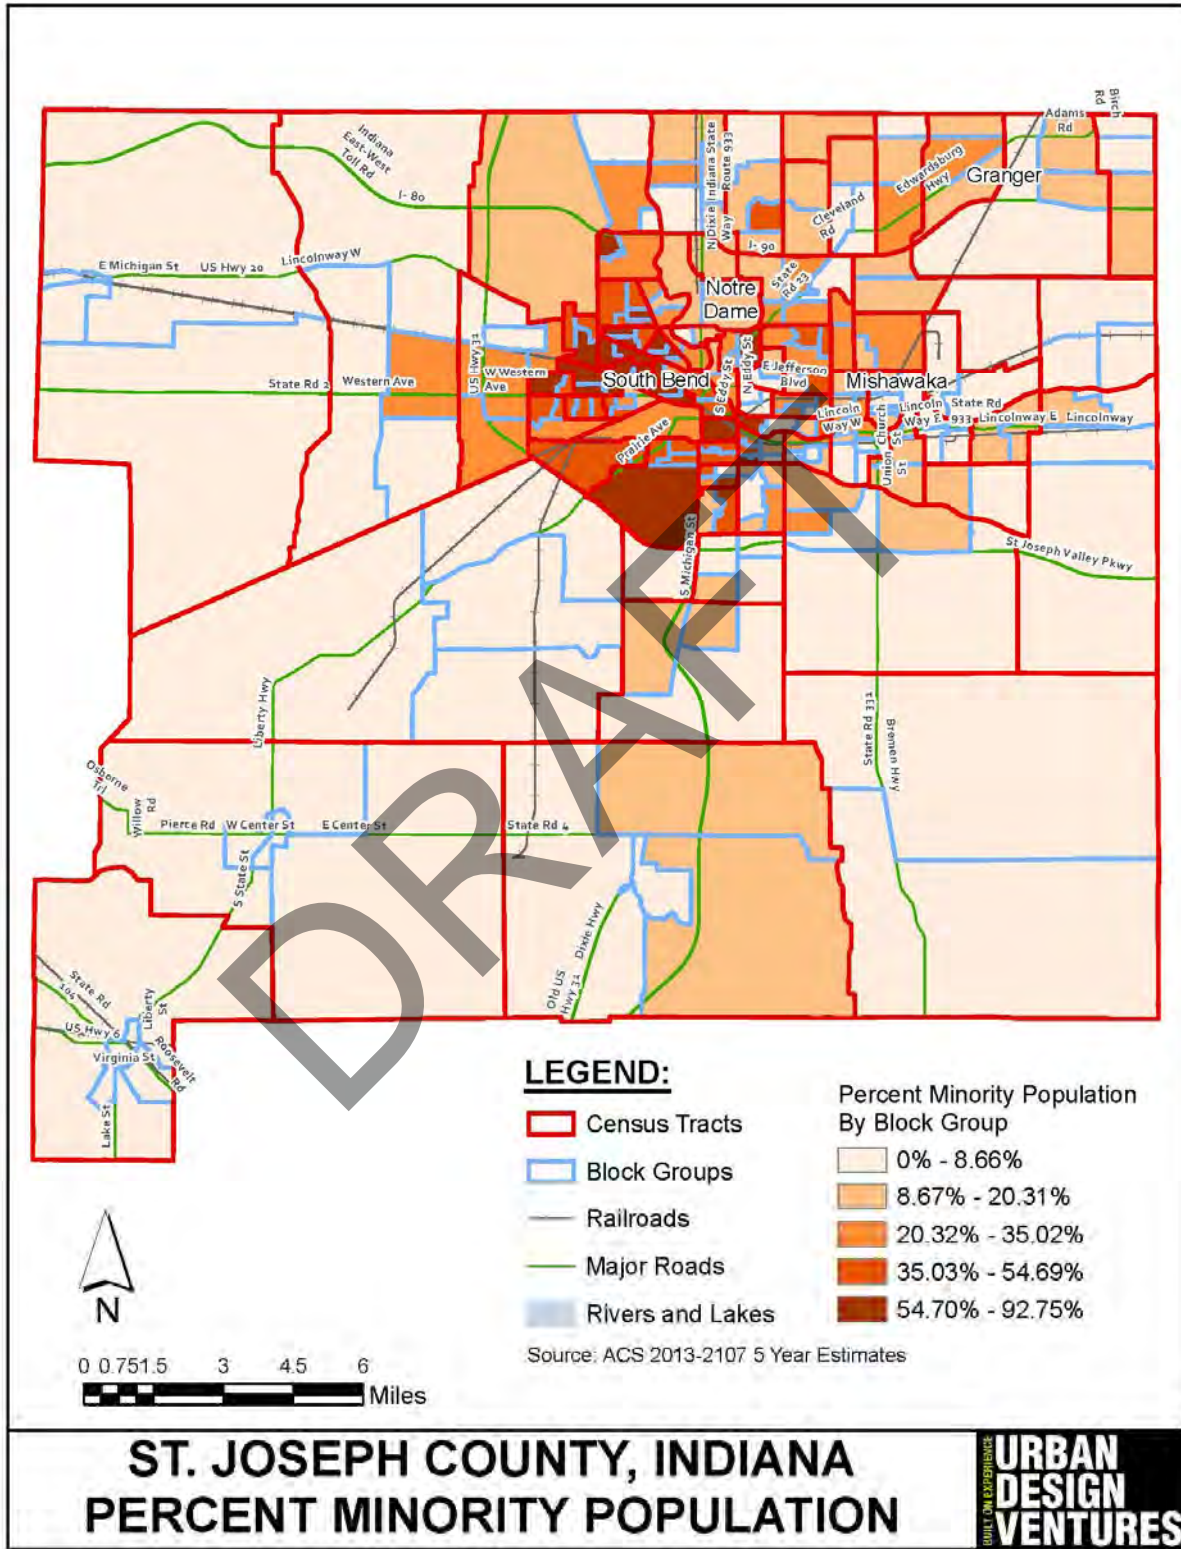 Birch
Rd
Adams
Rd
Indiana
East-West
Toll Rd
I- 80
N Dixie
Way
Indiana State
Route 933
Edwardsburg
Hwy
Granger
Cleveland
Rd
I- 90
E Michigan St
US Hwy 20
Lincolnway W
State
Rd 23
Notre
Dame
US Hwy 31
W Western
Ave
South Bend
S Eddy St
N Eddy St
E Jefferson
Blvd
Mishawaka
State Rd 2
Western Ave
Lincoln
Way W
Union
St
Church
St
Lincoln
Way E
State Rd
933
Lincolnway E
Lincolnway
Prairie Ave
S Michigan St
St Joseph Valley Pkwy
Liberty Hwy
State Rd 331
Bremen Hwy
Osborne
Trl
Willow
Rd
Pierce Rd
W Center St
E Center St
State Rd 4
S State St
Old US
Hwy 31
Dixie Hwy
State Rd
104
Liberty
St
US Hwy 6
Virginia St
Roosevelt
Rd
Lake St
DRAFT
LEGEND:
Census Tracts
Block Groups
Railroads
Major Roads
Rivers and Lakes
Percent Minority Population
By Block Group
0% - 8.66%
8.67% - 20.31%
20.32% - 35.02%
35.03% - 54.69%
54.70% - 92.75%
Source: ACS 2013-2107 5 Year Estimates
N
0 0.75 1.5 3 4.5 6
Miles
ST. JOSEPH COUNTY, INDIANA
PERCENT MINORITY POPULATION
BUILT ON EXPERIENCE
URBAN
DESIGN
VENTURES